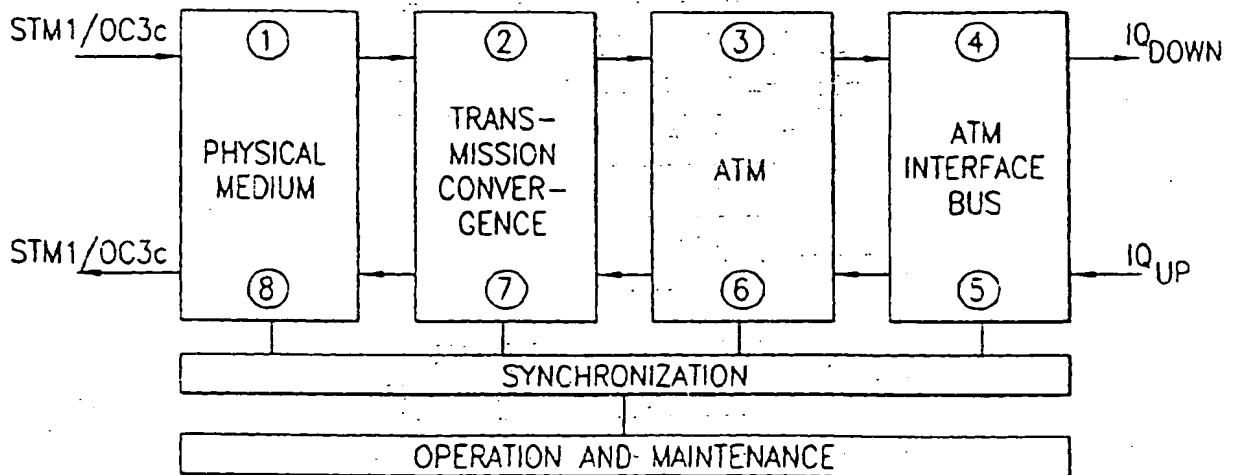 STM1/OC3c
1
2
3
4
IQDOWN
PHYSICAL
MEDIUM
TRANS-
MISSION
CONVER-
GENCE
ATM
ATM
INTERFACE
BUS
STM1/OC3c
8
7
6
5
IQUP
SYNCHRONIZATION
OPERATION AND MAINTENANCE